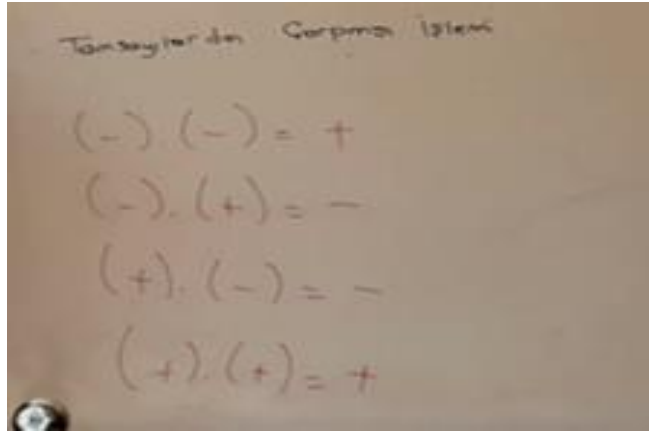 Tamsayılarda Çarpma İşlemi
(-).(-) = +
(-).(+) = -
(+).(-) = -
(+).(+) = +